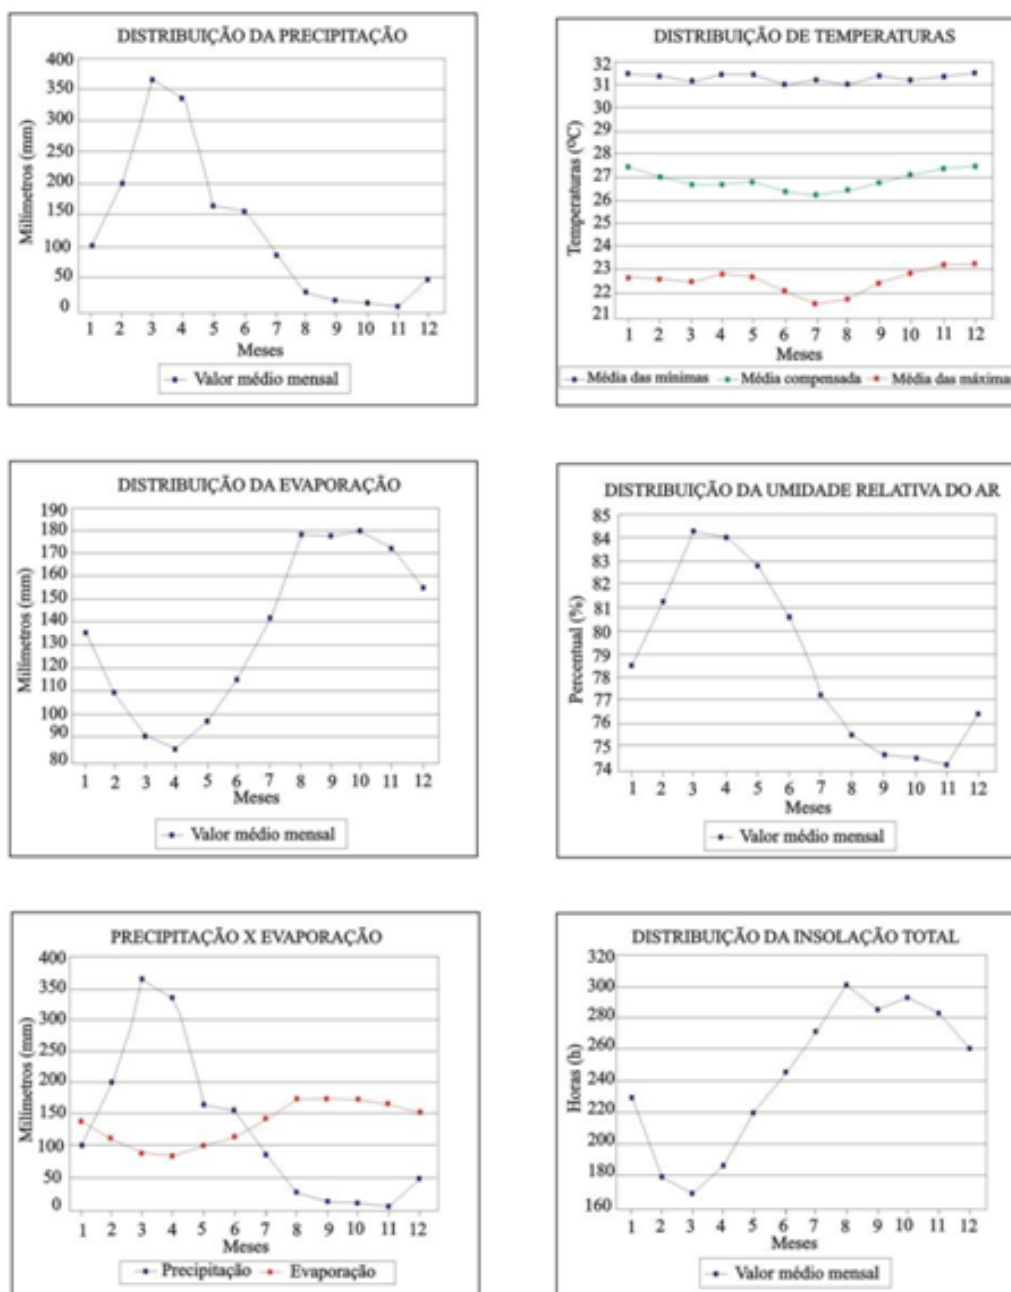 DISTRIBUIÇÃO DA PRECIPITAÇÃO
Milímetros (mm)
400
350
300
200
150
100
50
0
1 2 3 4 5 6 7 8 9 10 11 12
Meses
Valor médio mensal
DISTRIBUIÇÃO DE TEMPERATURAS
Temperaturas (ºC)
32
31
30
28
27
26
25
23
22
21
1 2 3 4 5 6 7 8 9 10 11 12
Meses
Média das mínimas Média compensada Média das máximas
DISTRIBUIÇÃO DA EVAPORAÇÃO
Milímetros (mm)
190
180
170
160
150
130
120
100
90
80
1 2 3 4 5 6 7 8 9 10 11 12
Meses
Valor médio mensal
DISTRIBUIÇÃO DA UMIDADE RELATIVA DO AR
Percentual (%)
85
84
83
82
81
80
79
78
77
76
75
74
1 2 3 4 5 6 7 8 9 10 11 12
Meses
Valor médio mensal
PRECIPITAÇÃO X EVAPORAÇÃO
Milímetros (mm)
400
350
300
250
200
150
100
50
0
1 2 3 4 5 6 7 8 9 10 11 12
Meses
Precipitação Evaporação
DISTRIBUIÇÃO DA INSOLAÇÃO TOTAL
Horas (h)
320
300
280
260
240
220
200
180
160
1 2 3 4 5 6 7 8 9 10 11 12
Meses
Valor médio mensal